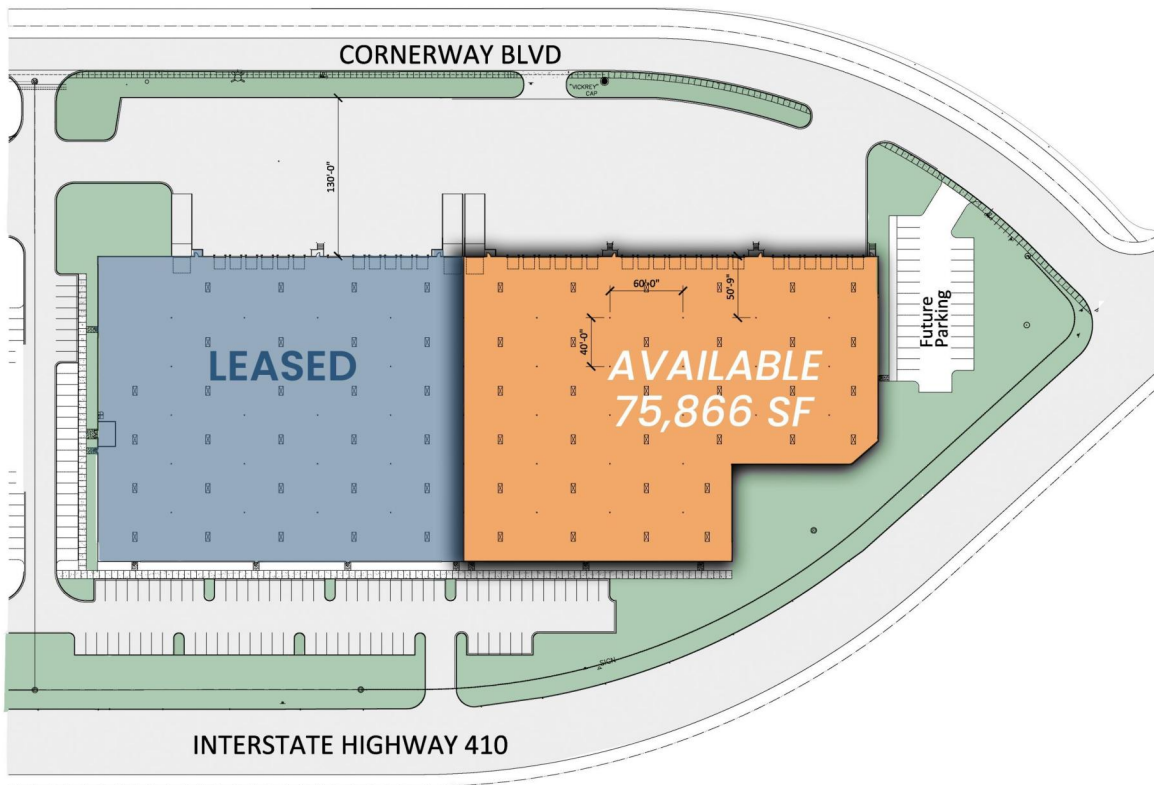 CORNERWAY BLVD
"VICKREY"
CAP
130'-0"
60'-0"
50'-9"
40'-0"
LEASED
AVAILABLE
75,866 SF
Future
Parking
SIGN
INTERSTATE HIGHWAY 410